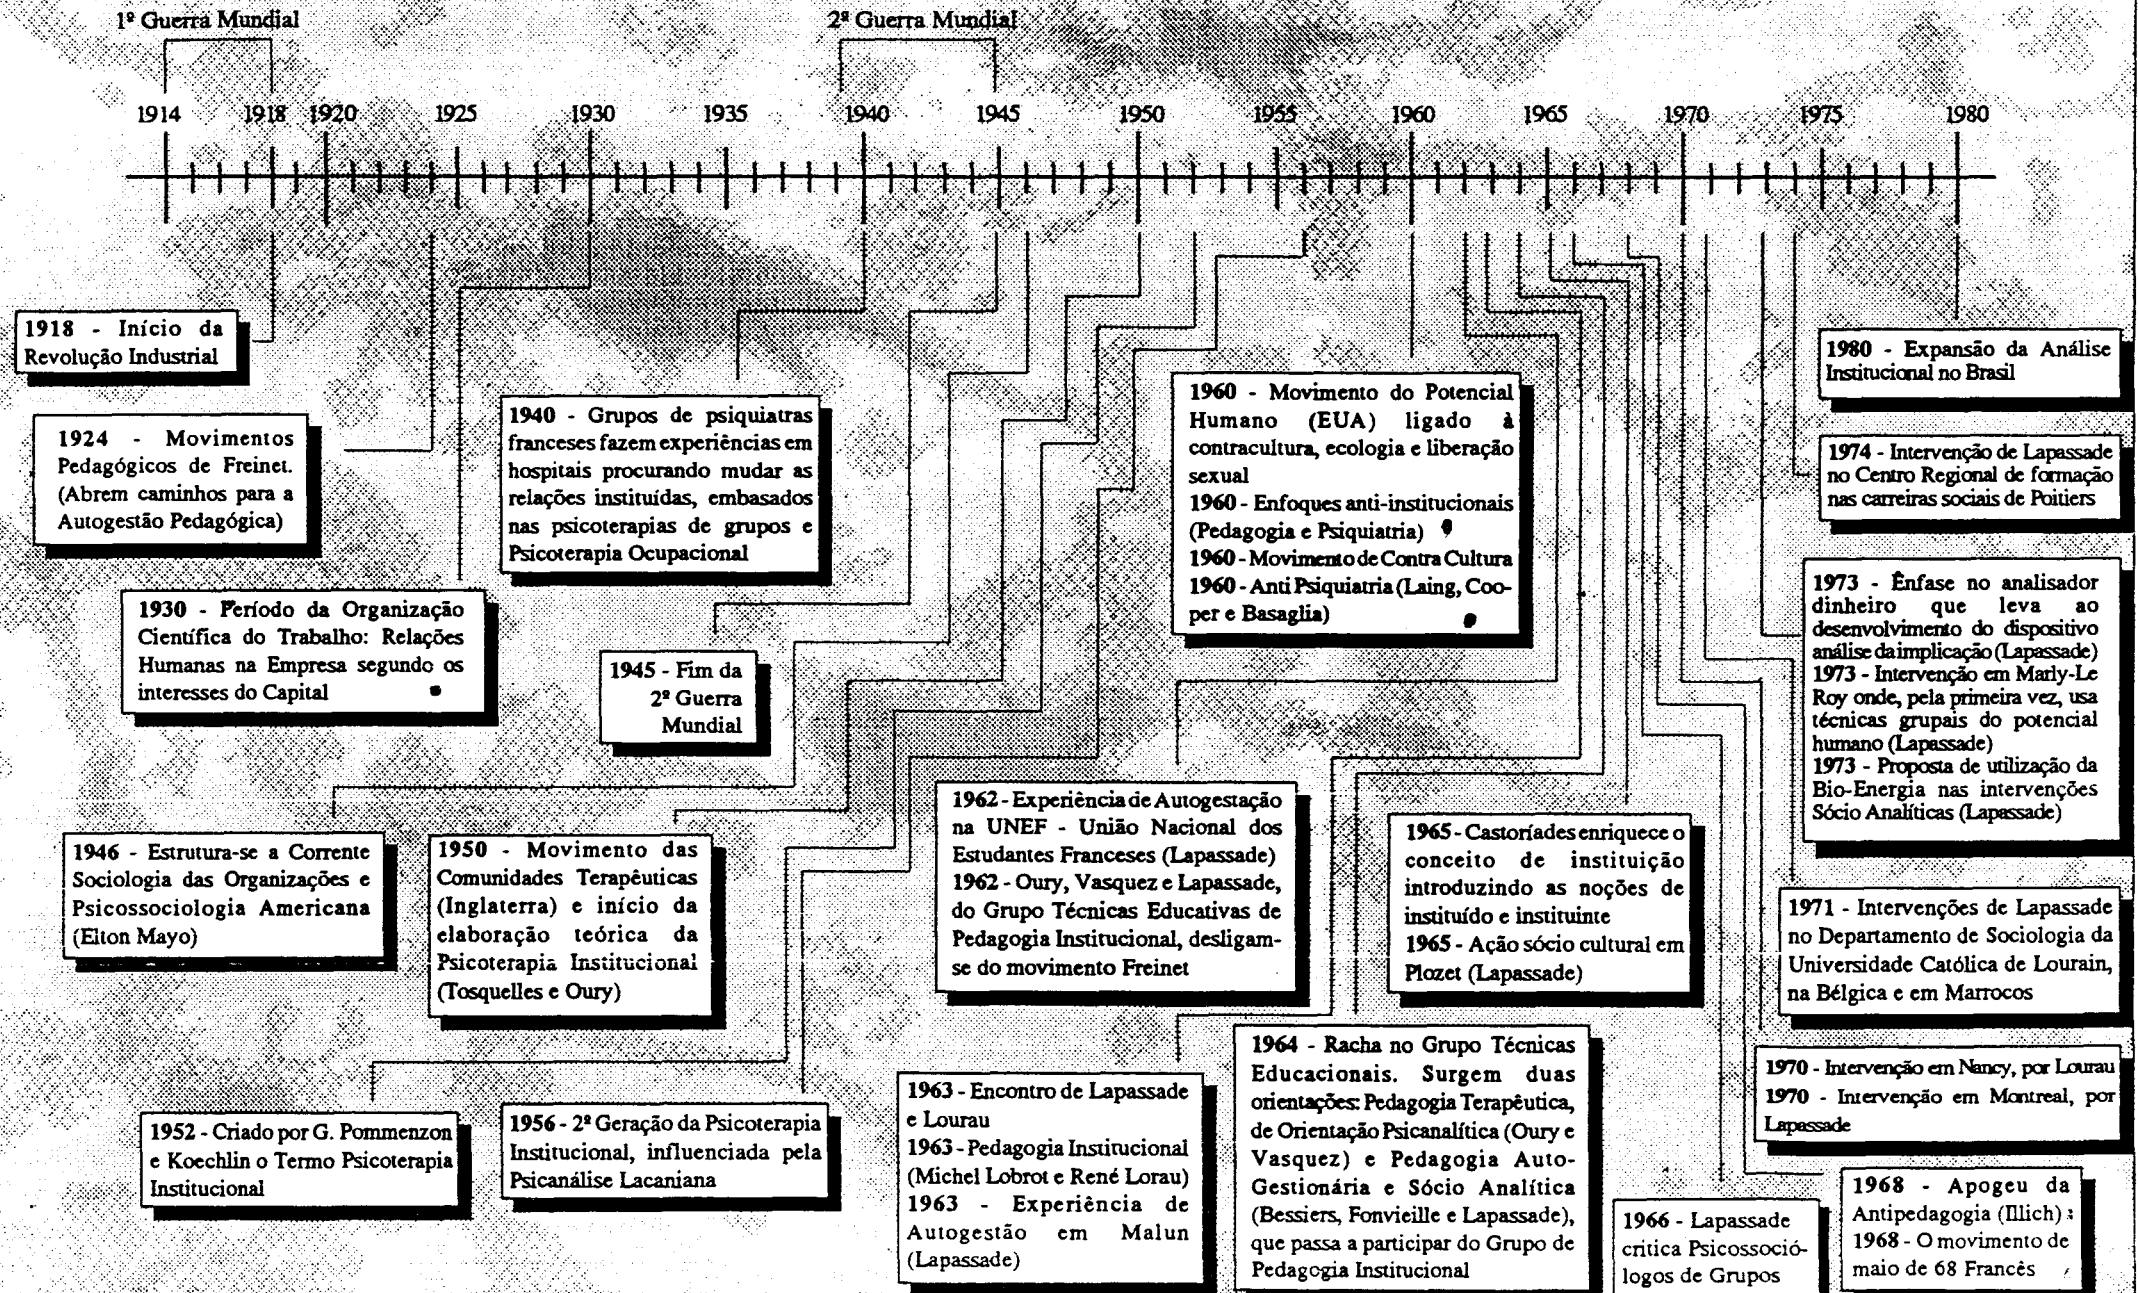 1ª Guerra Mundial
2ª Guerra Mundial
1914 1918 1920 1925 1930 1935 1940 1945 1950 1955 1960 1965 1970 1975 1980
1918 - Início da
Revolução Industrial
1924 - Movimentos
Pedagógicos de Freinet.
(Abrem caminhos para a
Autogestão Pedagógica)
1930 - Período da Organização
Científica do Trabalho: Relações
Humanas na Empresa segundo os
interesses do Capital
1940 - Grupos de psiquiatras
franceses fazem experiências em
hospitais procurando mudar as
relações instituídas, embasados
nas psicoterapias de grupos e
Psicoterapia Ocupacional
1945 - Fim da
2ª Guerra
Mundial
1946 - Estrutura-se a Corrente
Sociologia das Organizações e
Psicossociologia Americana
(Elton Mayo)
1950 - Movimento das
Comunidades Terapêuticas
(Inglaterra) e início da
elaboração teórica da
Psicoterapia Institucional
(Tosquelles e Oury)
1952 - Criado por G. Pommenzon
e Koechlin o Termo Psicoterapia
Institucional
1956 - 2ª Geração da Psicoterapia
Institucional, influenciada pela
Psicanálise Lacaniana
1960 - Movimento do Potencial
Humano (EUA) ligado à
contracultura, ecologia e liberação
sexual
1960 - Enfoques anti-institucionais
(Pedagogia e Psiquiatria)
1960 - Movimento de Contra Cultura
1960 - Anti Psiquiatria (Laing, Coo-
per e Basaglia)
1962 - Experiência de Autogestação
na UNEF - União Nacional dos
Estudantes Franceses (Lapassade)
1962 - Oury, Vasquez e Lapassade,
do Grupo Técnicas Educativas de
Pedagogia Institucional, desligam-
se do movimento Freinet
1963 - Encontro de Lapassade
e Lourau
1963 - Pedagogia Institucional
(Michel Lobrot e René Lorau)
1963 - Experiência de
Autogestão em Malun
(Lapassade)
1964 - Racha no Grupo Técnicas
Educacionais. Surgem duas
orientações: Pedagogia Terapêutica,
de Orientação Psicanalítica (Oury e
Vasquez) e Pedagogia Auto-
Gestionária e Sócio Analítica
(Bessiers, Fonvieille e Lapassade),
que passa a participar do Grupo de
Pedagogia Institucional
1965 - Castoríades enriquece o
conceito de instituição
introduzindo as noções de
instituído e instituinte
1965 - Ação sócio cultural em
Plozet (Lapassade)
1966 - Lapassade
critica Psicossoció-
logos de Grupos
1968 - Apogeu da
Antipedagogia (Illich)
1968 - O movimento de
maio de 68 Francês
1970 - Intervenção em Nancy, por Lourau
1970 - Intervenção em Montreal, por
Lapassade
1971 - Intervenções de Lapassade
no Departamento de Sociologia da
Universidade Católica de Lourain,
na Bélgica e em Marrocos
1973 - Ênfase no analisador
dinheiro que leva ao
desenvolvimento do dispositivo
análise da implicação (Lapassade)
1973 - Intervenção em Marly-Le
Roy onde, pela primeira vez, usa
técnicas grupais do potencial
humano (Lapassade)
1973 - Proposta de utilização da
Bio-Energia nas intervenções
Sócio Analíticas (Lapassade)
1974 - Intervenção de Lapassade
no Centro Regional de formação
nas carreiras sociais de Poitiers
1980 - Expansão da Análise
Institucional no Brasil